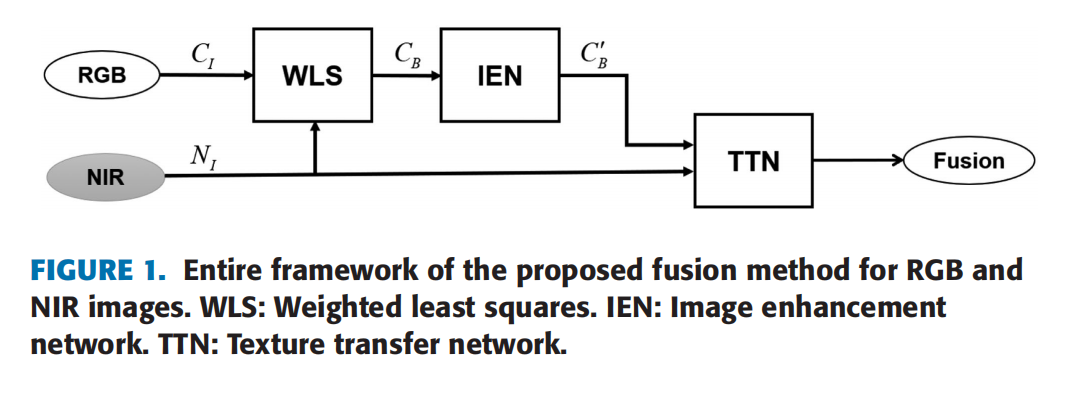 RGB
C_I
WLS
C_B
IEN
C'_B
NIR
N_I
TTN
Fusion
FIGURE 1. Entire framework of the proposed fusion method for RGB and
NIR images. WLS: Weighted least squares. IEN: Image enhancement
network. TTN: Texture transfer network.